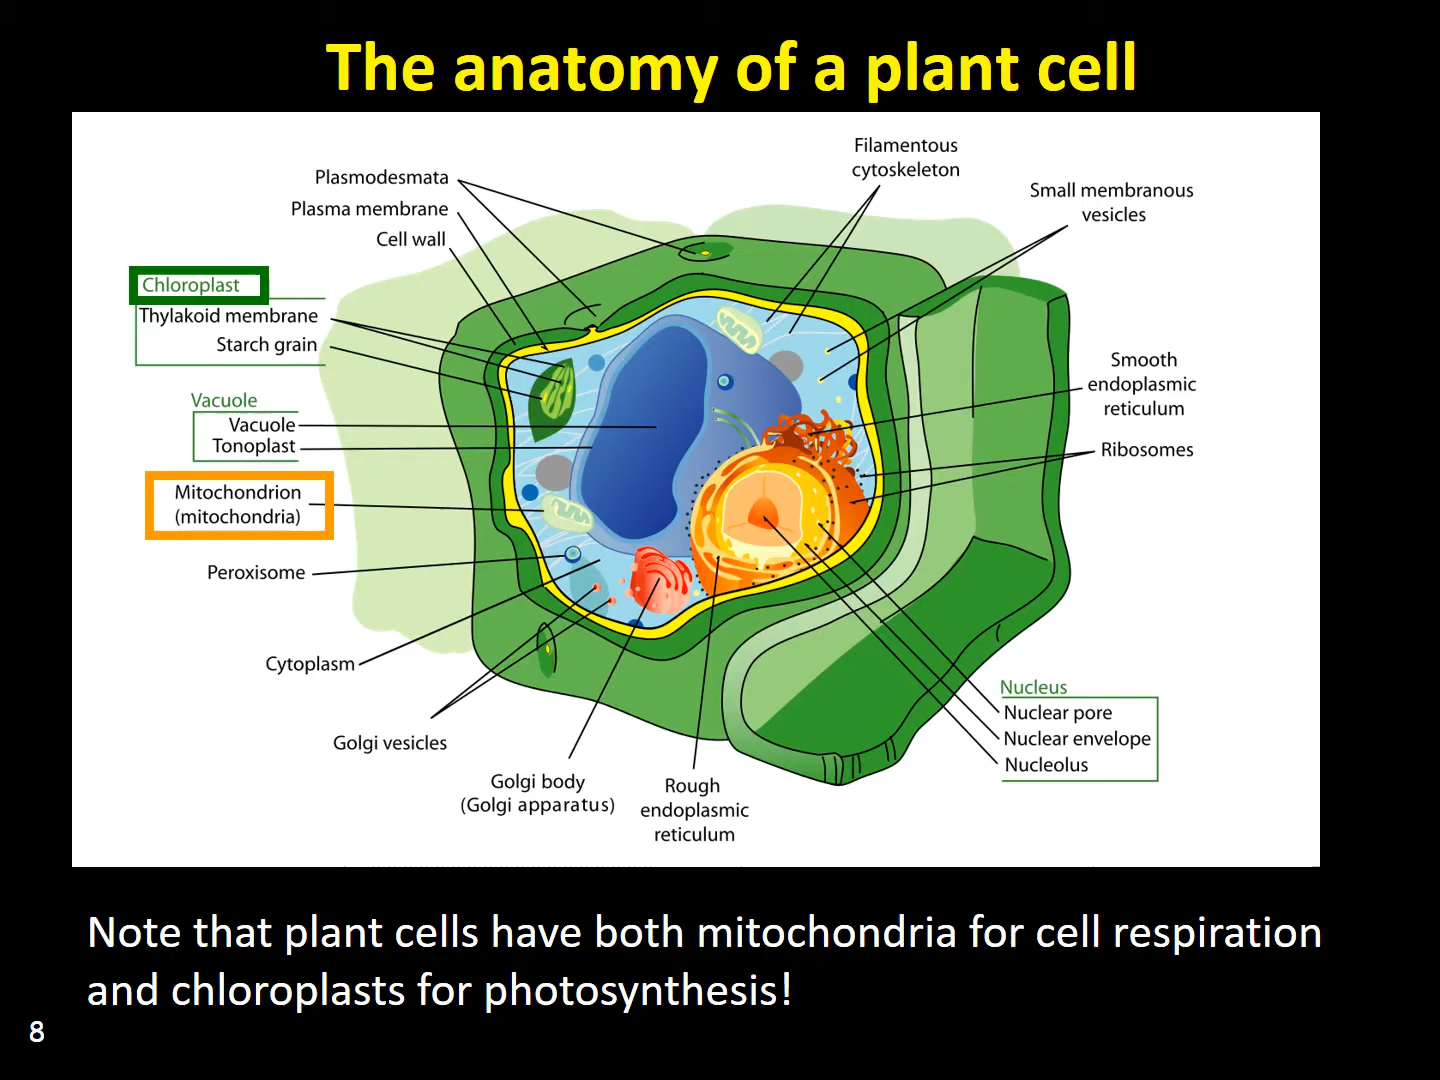 The anatomy of a plant cell
Filamentous
cytoskeleton
Plasmodesmata
Small membranous
vesicles
Plasma membrane
Cell wall
Chloroplast
Thylakoid membrane
Starch grain
Smooth
endoplasmic
reticulum
Vacuole
Vacuole
Tonoplast
Ribosomes
Mitochondrion
(mitochondria)
Peroxisome
Cytoplasm
Nucleus
Nuclear pore
Nuclear envelope
Nucleolus
Golgi vesicles
Golgi body
(Golgi apparatus)
Rough
endoplasmic
reticulum
Note that plant cells have both mitochondria for cell respiration
and chloroplasts for photosynthesis!
8